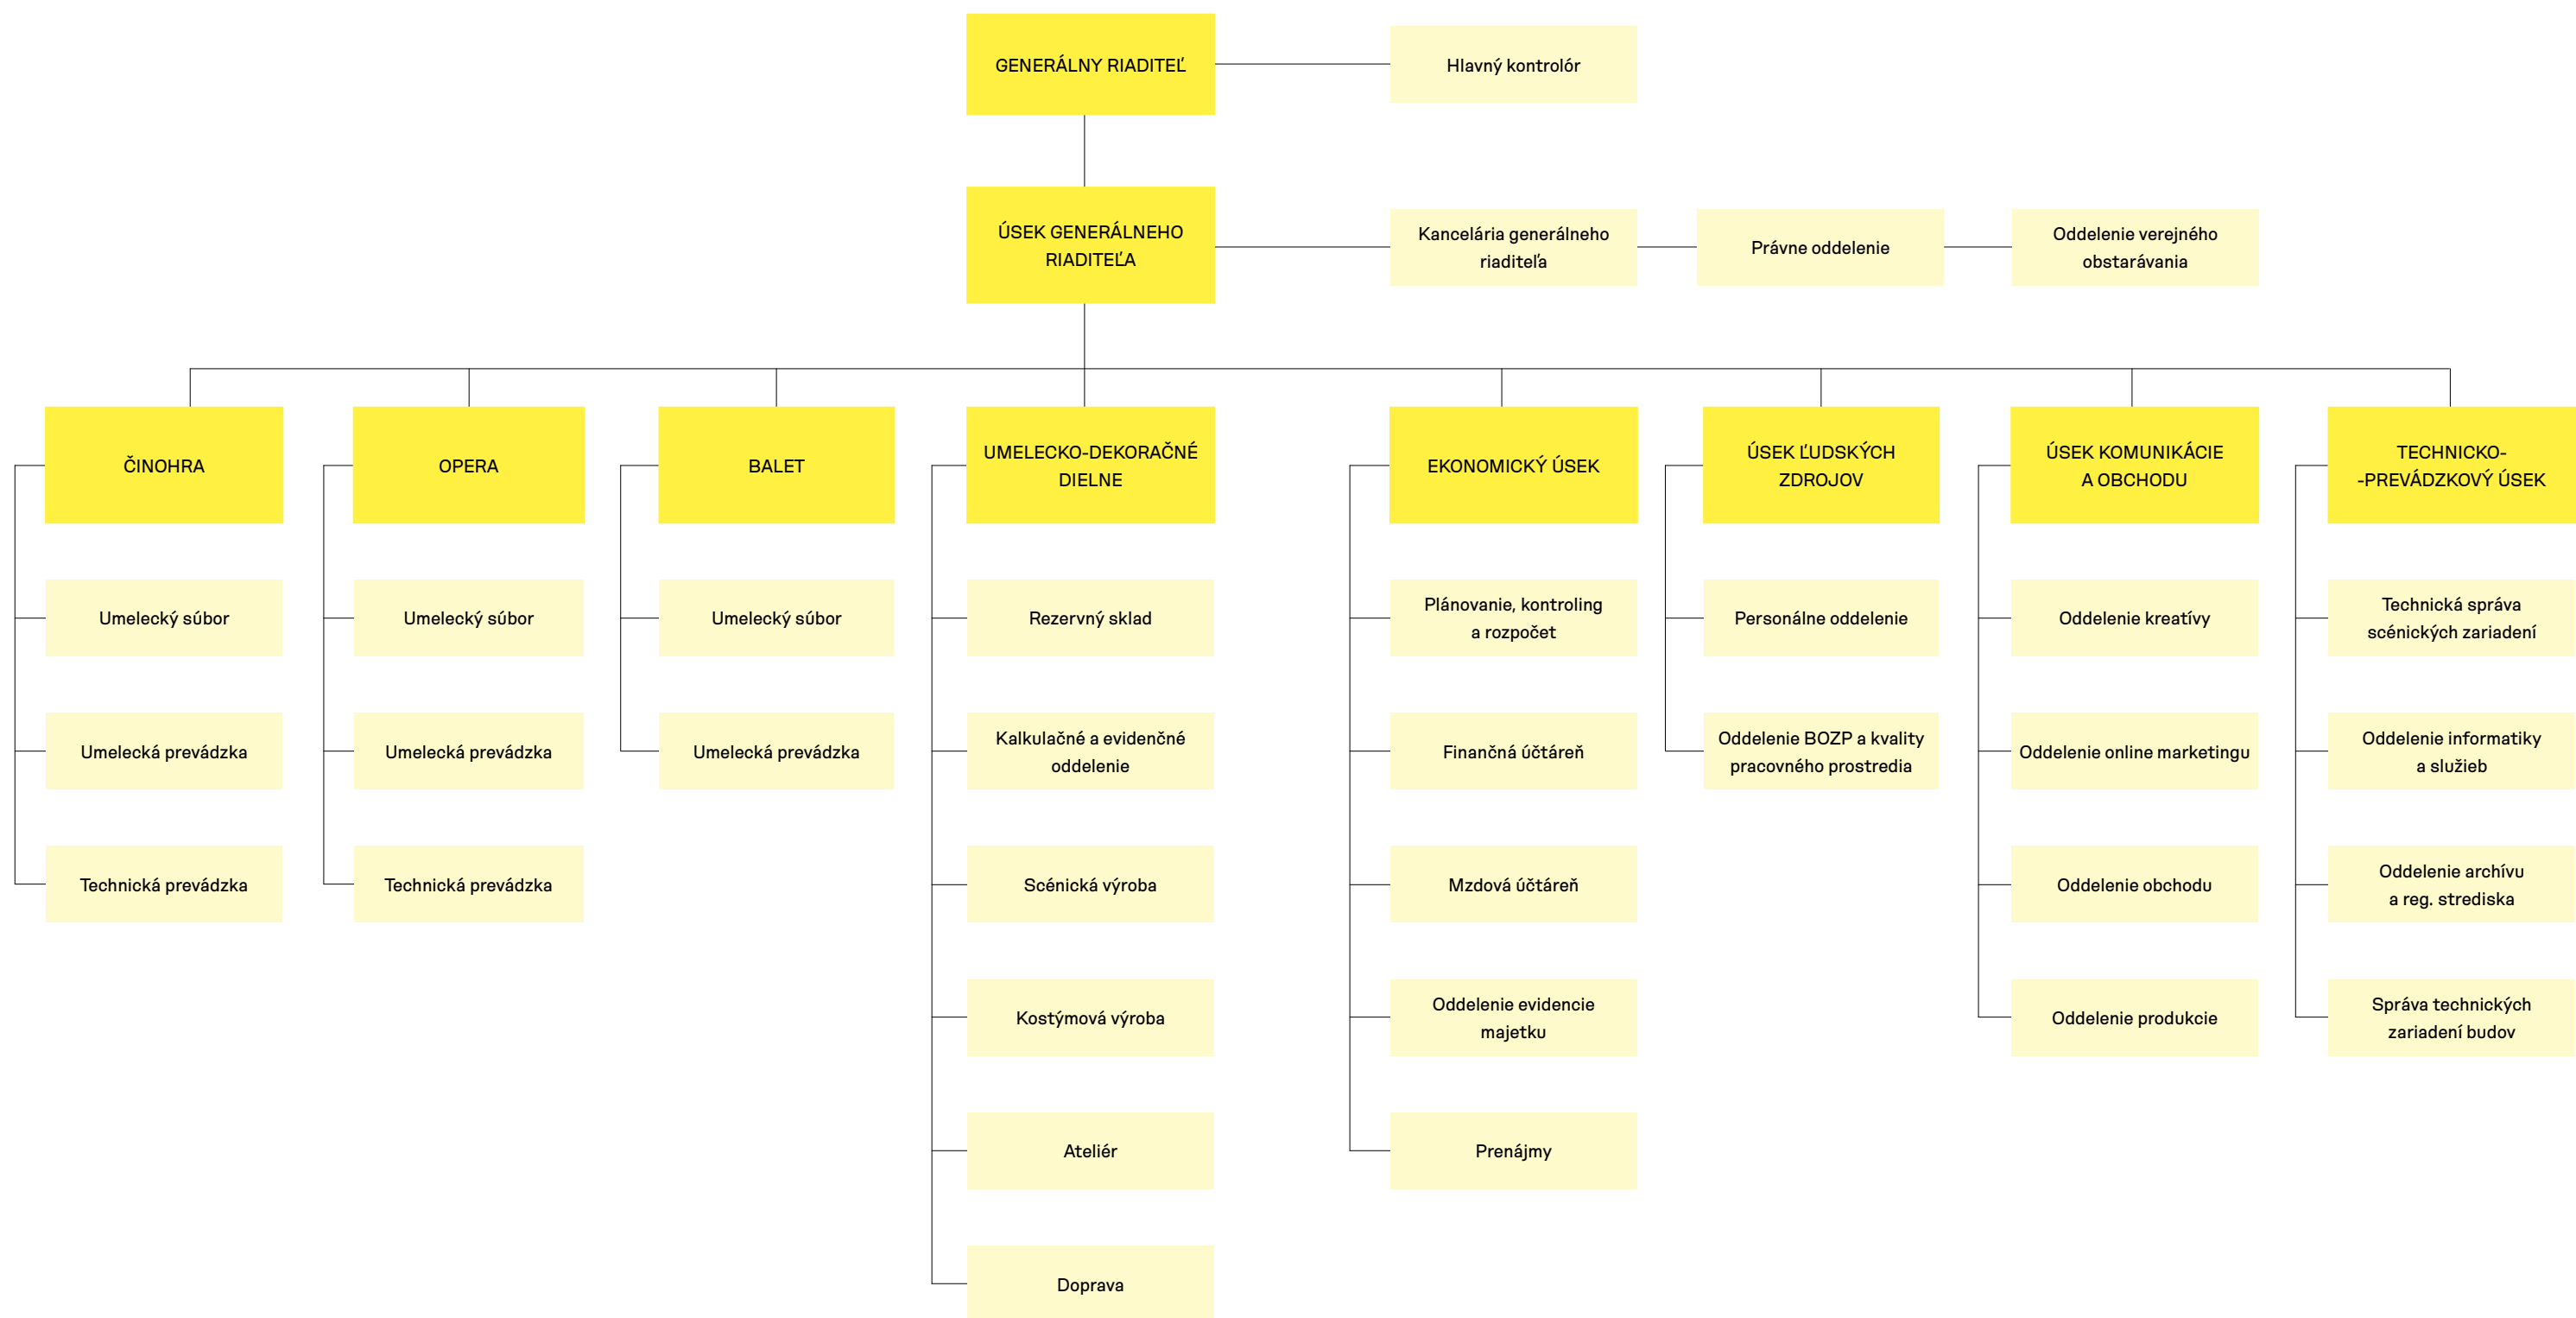 GENERÁLNY RIADITEĽ
Hlavný kontrolór
ÚSEK GENERÁLNEHO
RIADITEĽA
Kancelária generálneho
riaditeľa
Právne oddelenie
Oddelenie verejného
obstarávania
ČINOHRA
Umelecký súbor
Umelecká prevádzka
Technická prevádzka
OPERA
Umelecký súbor
Umelecká prevádzka
Technická prevádzka
BALET
Umelecký súbor
Umelecká prevádzka
UMELECKO-DEKORAČNÉ
DIELNE
Rezervný sklad
Kalkulačné a evidenčné
oddelenie
Scénická výroba
Kostýmová výroba
Ateliér
Doprava
EKONOMICKÝ ÚSEK
Plánovanie, kontroling
a rozpočet
Finančná účtáreň
Mzdová účtáreň
Oddelenie evidencie
majetku
Prenájmy
ÚSEK ĽUDSKÝCH
ZDROJOV
Personálne oddelenie
Oddelenie BOZP a kvality
pracovného prostredia
ÚSEK KOMUNIKÁCIE
A OBCHODU
Oddelenie kreatívy
Oddelenie online marketingu
Oddelenie obchodu
Oddelenie produkcie
TECHNICKO-
-PREVÁDZKOVÝ ÚSEK
Technická správa
scénických zariadení
Oddelenie informatiky
a služieb
Oddelenie archívu
a reg. strediska
Správa technických
zariadení budov